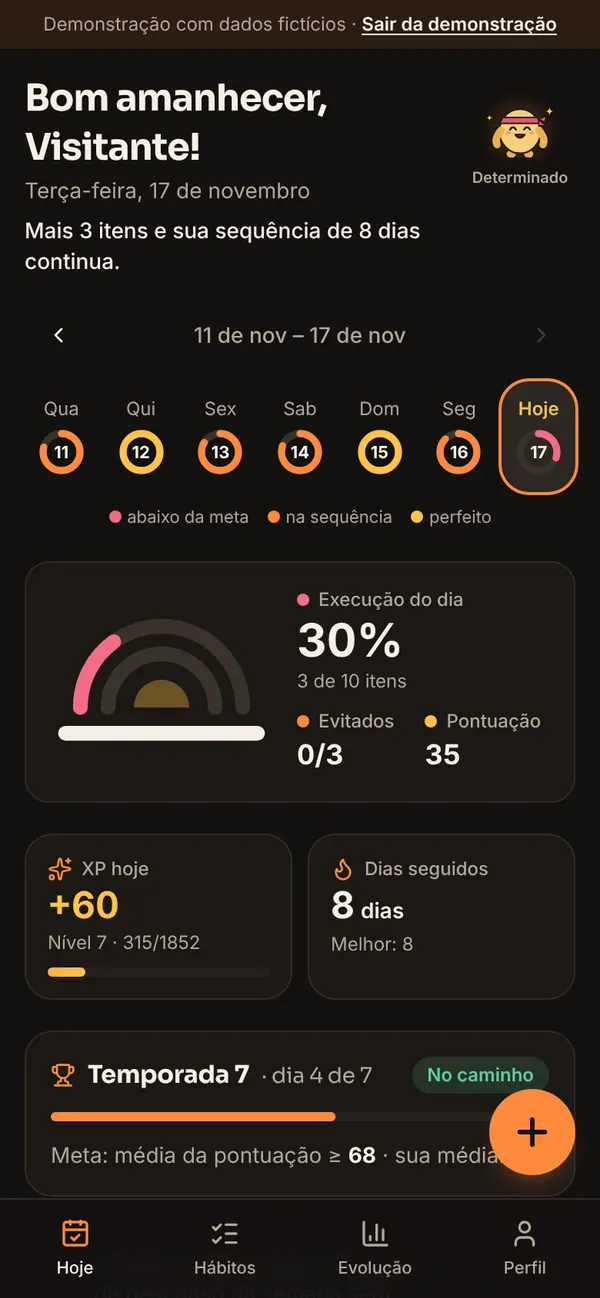 Demonstração com dados fictícios · Sair da demonstração
Bom amanhecer,
Visitante!
Determinado
Terça-feira, 17 de novembro
Mais 3 itens e sua sequência de 8 dias
continua.
11 de nov – 17 de nov
Qua Qui Sex Sab Dom Seg Hoje
11 12 13 14 15 16 17
abaixo da meta na sequência perfeito
Execução do dia
30%
3 de 10 itens
Evitados Pontuação
0/3 35
XP hoje
+60
Nível 7 · 315/1852
Dias seguidos
8 dias
Melhor: 8
Temporada 7 · dia 4 de 7 No caminho
Meta: média da pontuação ≥ 68 · sua média
Hoje Hábitos Evolução Perfil